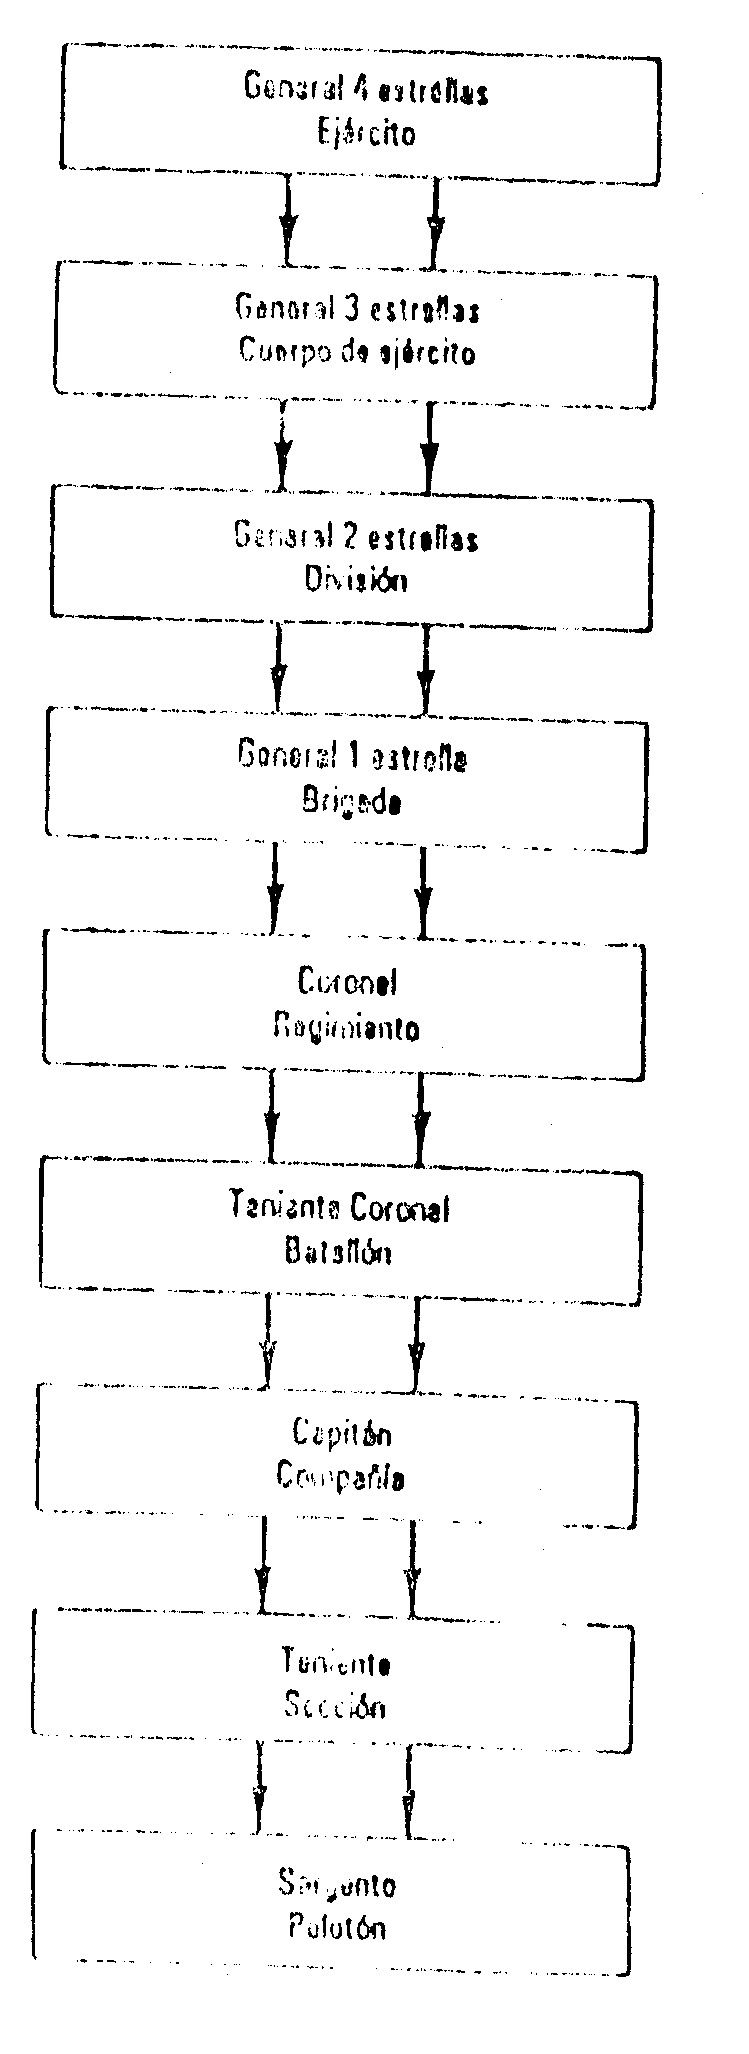 General 4 estrellas
Ejército
General 3 estrellas
Cuerpo de ejército
General 2 estrellas
División
General 1 estrella
Brigada
Coronel
Regimiento
Teniente Coronel
Batallón
Capitán
Compañía
Teniente
Sección
Sargento
Pelotón